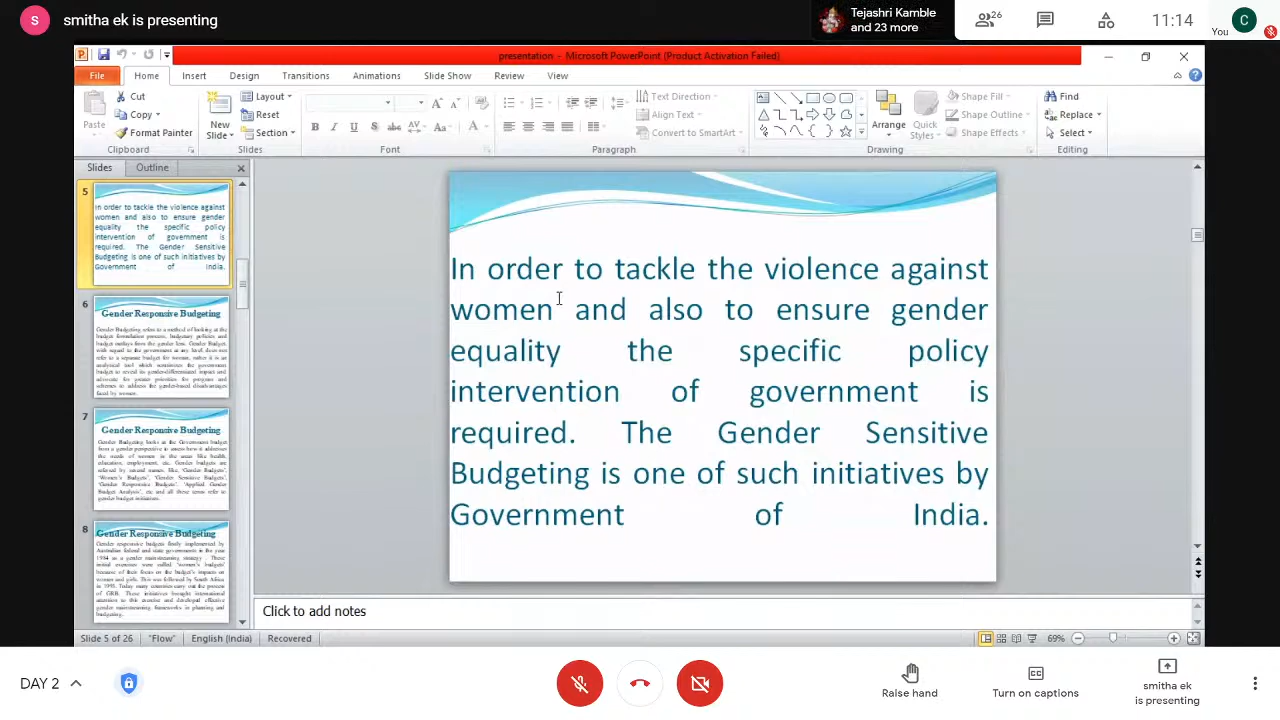 S smitha ek is presenting
Tejashri Kamble
and 23 more
26
11:14
You
C
presentation - Microsoft PowerPoint (Product Activation Failed)
File Home Insert Design Transitions Animations Slide Show Review View
Paste
Cut
Copy
Format Painter
Clipboard
New
Slide
Layout
Reset
Section
Slides
Font
Text Direction
Align Text
Convert to SmartArt
Paragraph
Arrange
Quick
Styles
Shape Fill
Shape Outline
Shape Effects
Drawing
Find
Replace
Select
Editing
Slides Outline
5
In order to tackle the violence against
women and also to ensure gender
equality the specific policy
intervention of government is
required. The Gender Sensitive
Budgeting is one of such initiatives by
Government of India.
6
Gender Responsive Budgeting
7
Gender Responsive Budgeting
8
Gender Responsive Budgeting
In order to tackle the violence against
women and also to ensure gender
equality the specific policy
intervention of government is
required. The Gender Sensitive
Budgeting is one of such initiatives by
Government of India.
Click to add notes
Slide 5 of 26 "Flow" English (India) Recovered 69%
DAY 2
Raise hand
Turn on captions
smitha ek
is presenting